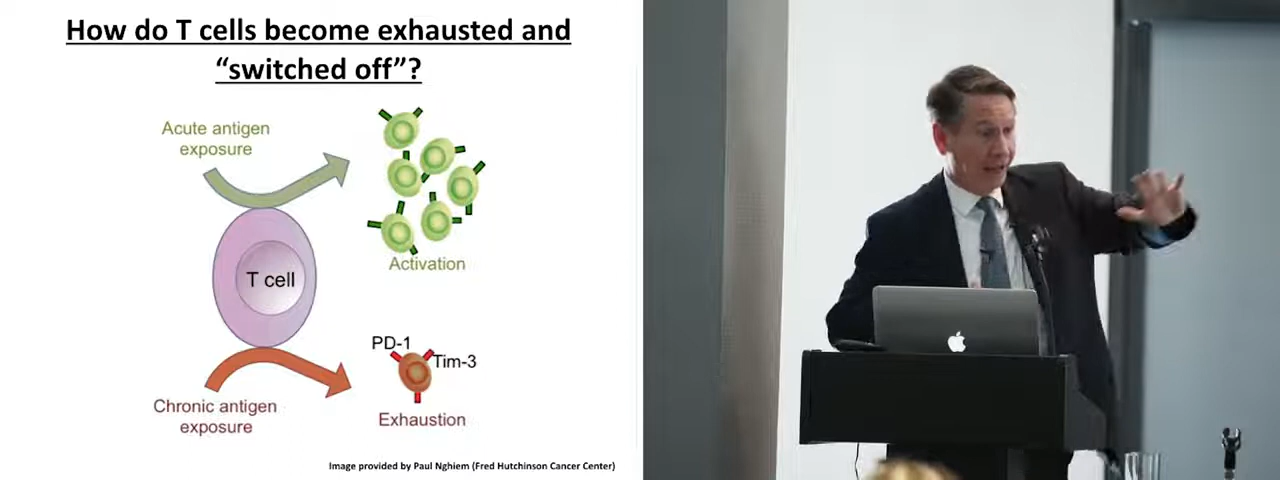 How do T cells become exhausted and
“switched off”?
Acute antigen
exposure
T cell
Activation
PD-1
Tim-3
Chronic antigen
exposure
Exhaustion
Image provided by Paul Nghiem (Fred Hutchinson Cancer Center)